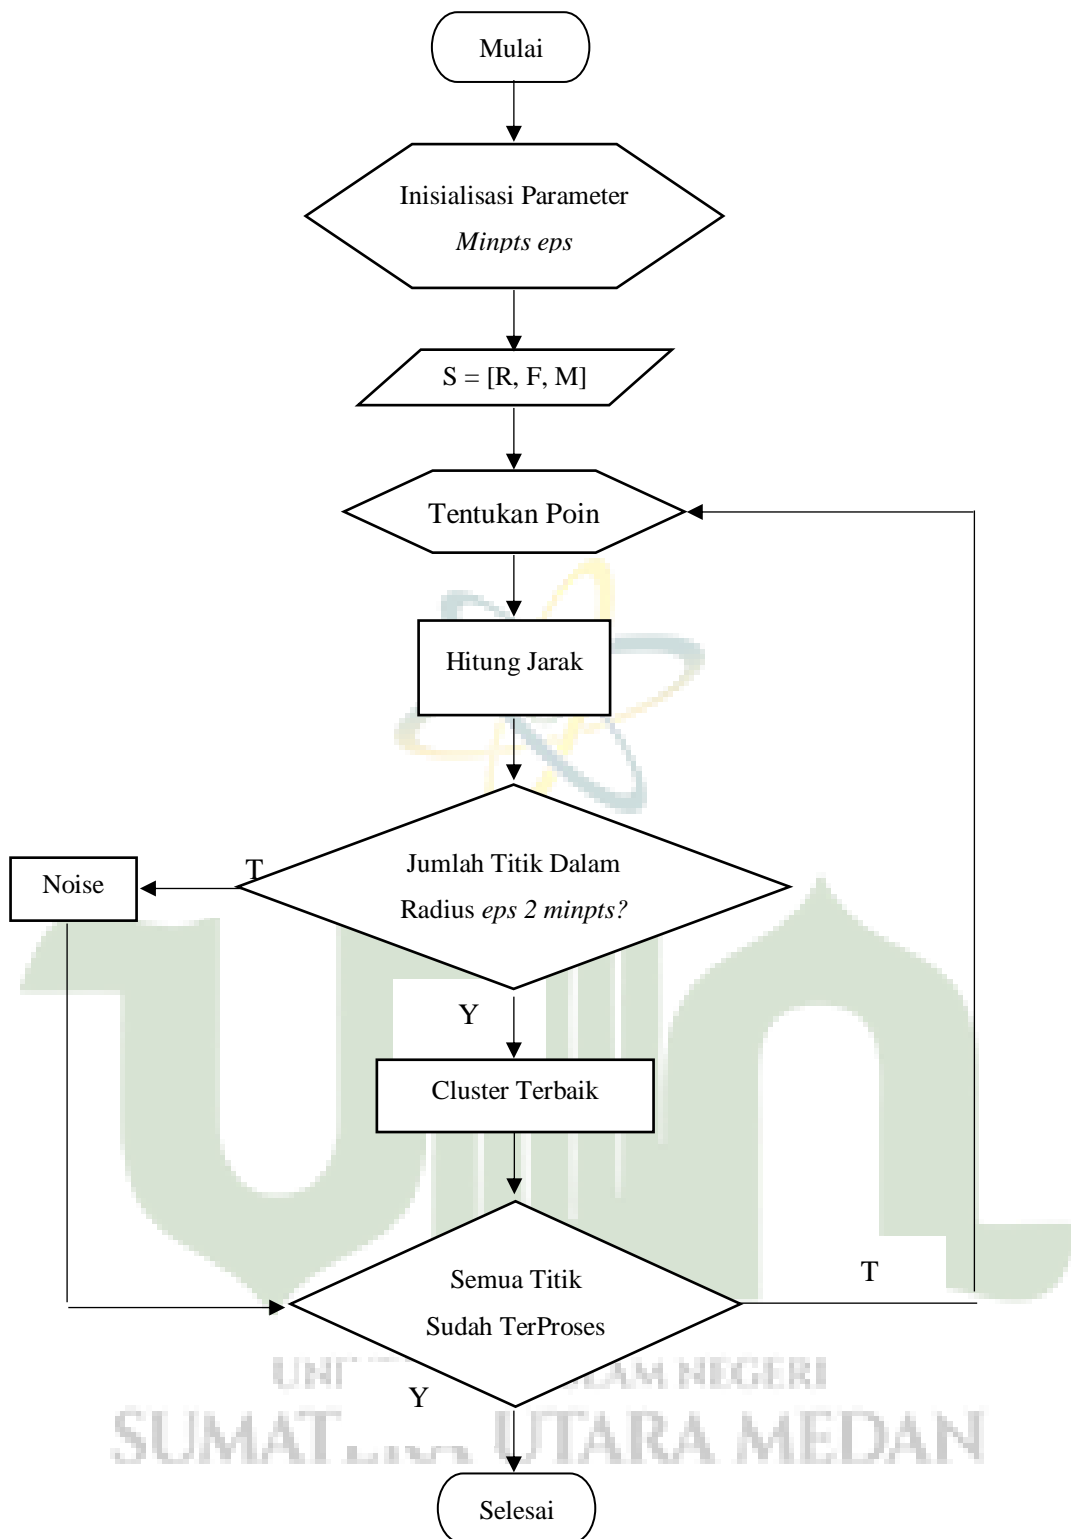 Mulai
Inisialisasi Parameter
Minpts eps
S = [R, F, M]
Tentukan Poin
Hitung Jarak
Jumlah Titik Dalam
Radius eps 2 minpts?
T
Noise
Y
Cluster Terbaik
Semua Titik
Sudah TerProses
T
Y
NEGERI
UTARA MEDAN
Selesai